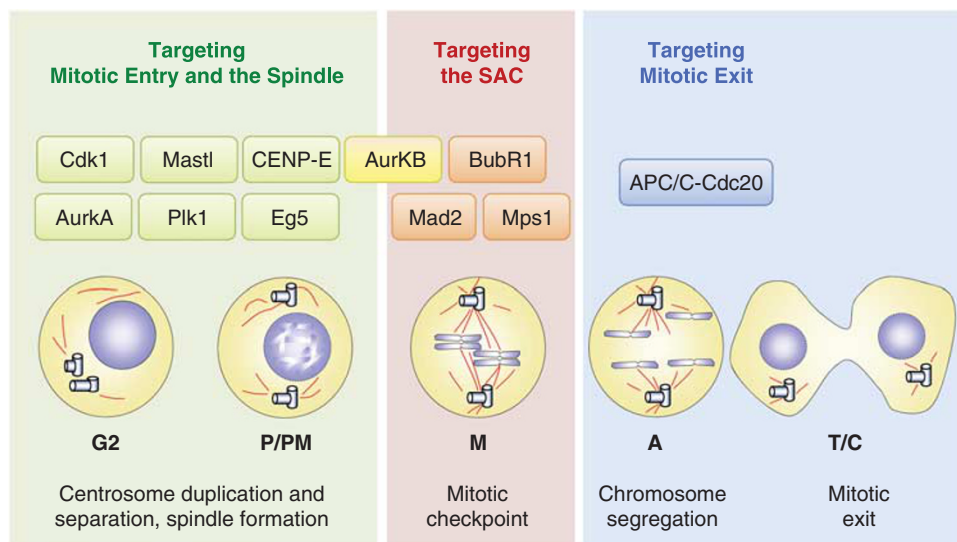 Targeting
Mitotic Entry and the Spindle
Targeting
the SAC
Targeting
Mitotic Exit
Cdk1
Mastl
CENP-E
AurKB
BubR1
APC/C-Cdc20
AurkA
Plk1
Eg5
Mad2
Mps1
G2
P/PM
M
A
T/C
Centrosome duplication and
separation, spindle formation
Mitotic
checkpoint
Chromosome
segregation
Mitotic
exit